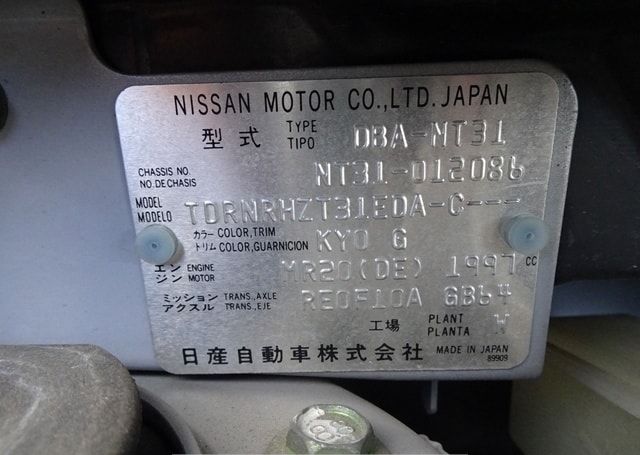 NISSAN MOTOR CO.,LTD. JAPAN
型式 TYPE TIPO DBA-NT31
CHASSIS NO. NO.DE CHASIS NT31-012086
MODEL MODELO TDRNRHZT31EDA-C---
カラー COLOR,TRIM トリム COLOR,GUARNICION KY0 G
エンジン ENGINE MOTOR MR20(DE) 1997 CC
ミッション TRANS.,AXLE アクスル TRANS.,EJE RE0F10A GB64
工場 PLANT PLANTA W
日産自動車株式会社 MADE IN JAPAN
89909